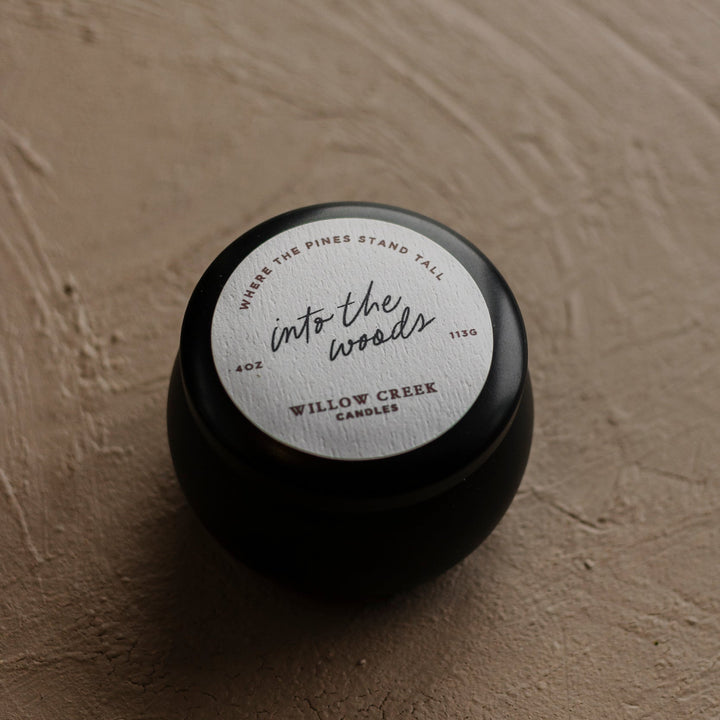 WHERE THE PINES STAND TALL
into the
woods
4OZ
113G
WILLOW CREEK
CANDLES